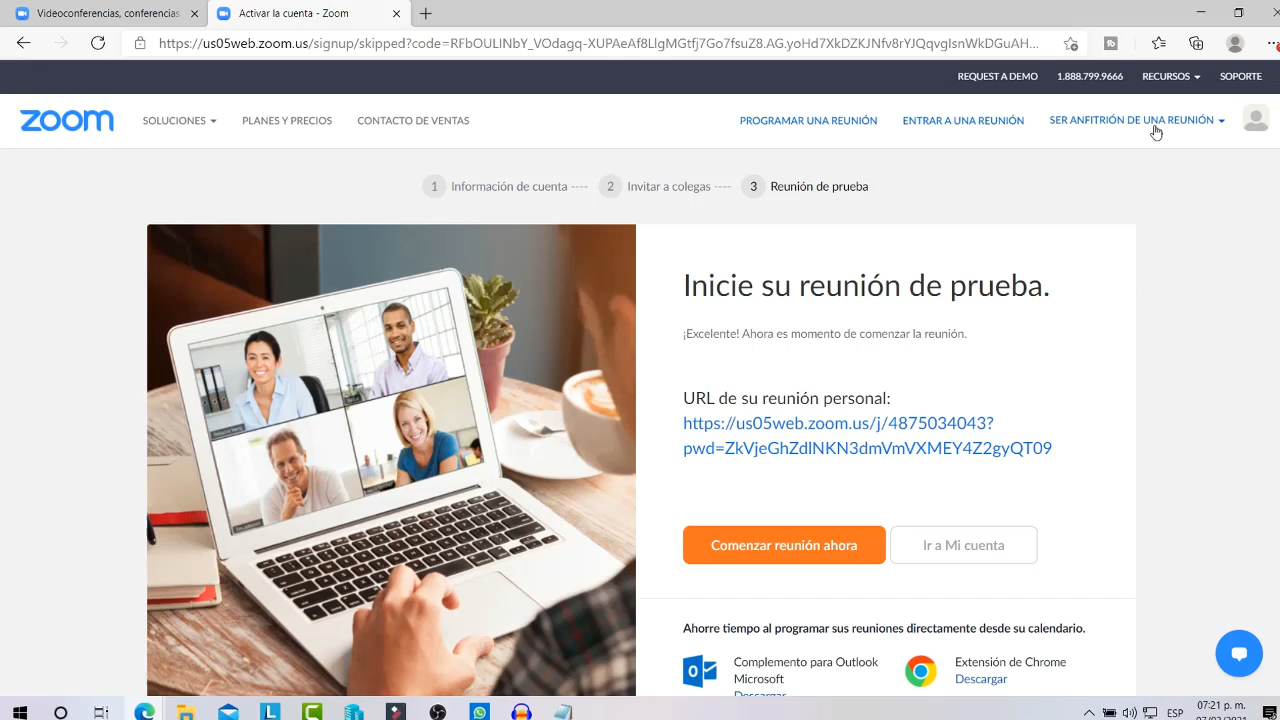 Videoconferencias, conferencias
Activar la cuenta - Zoom
https://us05web.zoom.us/signup/skipped?code=RFbOULINbY_VOdagq-XUPAeAf8LlgMGtfj7Go7fsuZ8.AG.yoHd7XkDZKJNfv8rYJQqvgIsnWkDGuAH...
REQUEST A DEMO 1.888.799.9666 RECURSOS SOPORTE
zoom SOLUCIONES PLANES Y PRECIOS CONTACTO DE VENTAS PROGRAMAR UNA REUNIÓN ENTRAR A UNA REUNIÓN SER ANFITRIÓN DE UNA REUNIÓN
1 Información de cuenta ---- 2 Invitar a colegas ---- 3 Reunión de prueba
Inicie su reunión de prueba.
¡Excelente! Ahora es momento de comenzar la reunión.
URL de su reunión personal:
https://us05web.zoom.us/j/4875034043?
pwd=ZkVjeGhZdlNKN3dmVmVXMEY4Z2gyQT09
Comenzar reunión ahora Ir a Mi cuenta
Ahorre tiempo al programar sus reuniones directamente desde su calendario.
Complemento para Outlook
Microsoft
Descargar
Extensión de Chrome
Descargar
ESP
07:21 p. m.